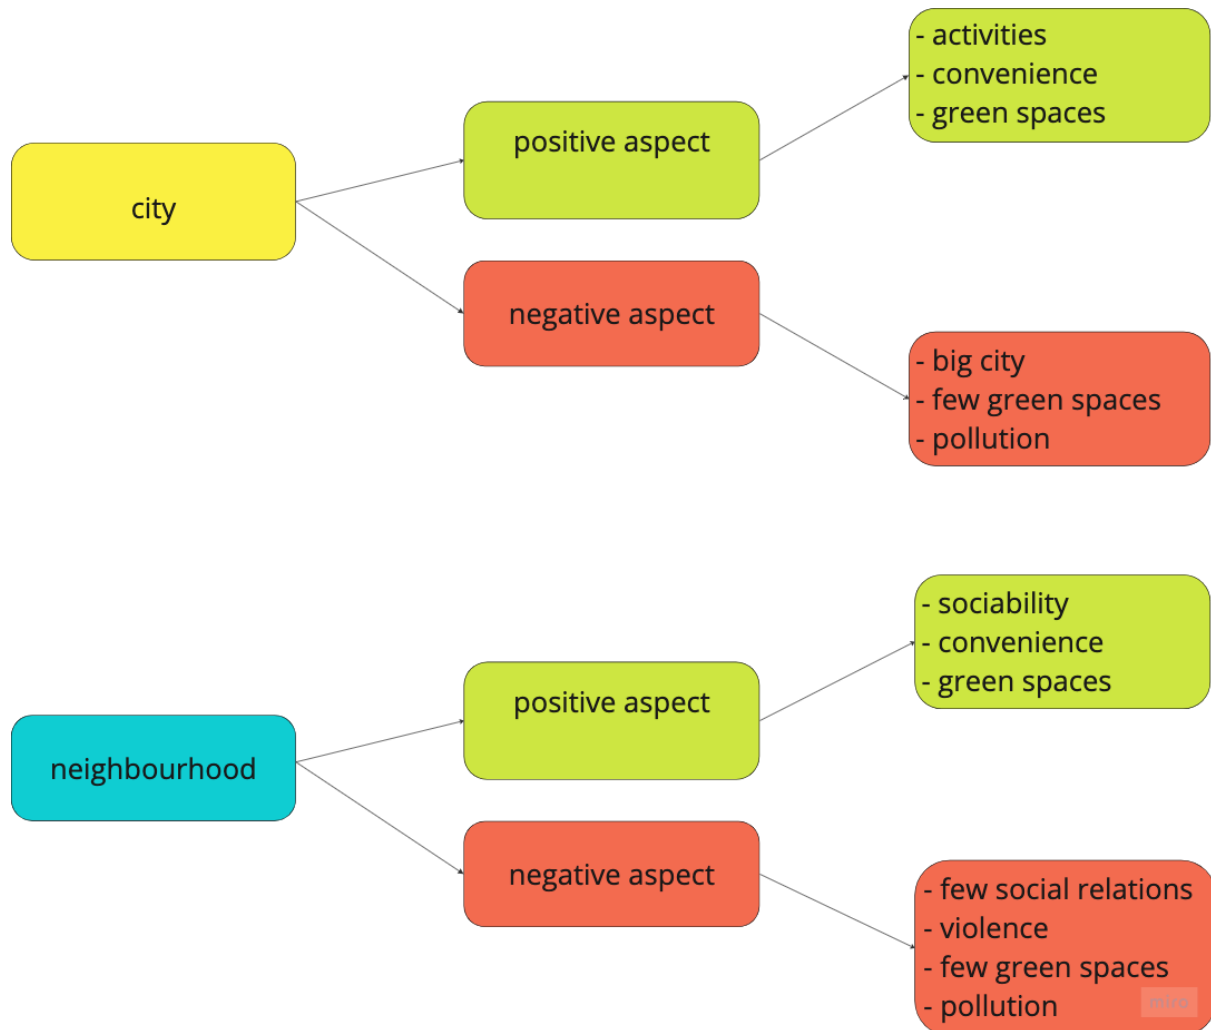 city
positive aspect
- activities
- convenience
- green spaces
negative aspect
- big city
- few green spaces
- pollution
neighbourhood
positive aspect
- sociability
- convenience
- green spaces
negative aspect
- few social relations
- violence
- few green spaces
- pollution
miro